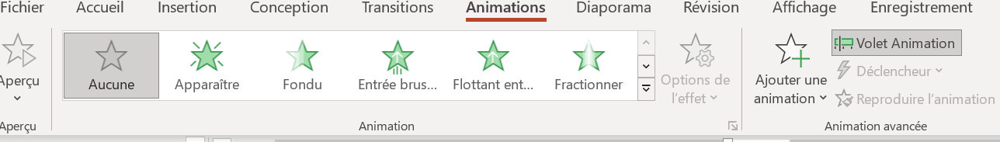 Fichier Accueil Insertion Conception Transitions Animations Diaporama Révision Affichage Enregistrement
Aperçu
Aucune
Apparaître
Fondu
Entrée brus...
Flottant ent...
Fractionner
Options de
l'effet
Ajouter une
animation
Volet Animation
Déclencheur
Reproduire l'animation
Aperçu
Animation
Animation avancée